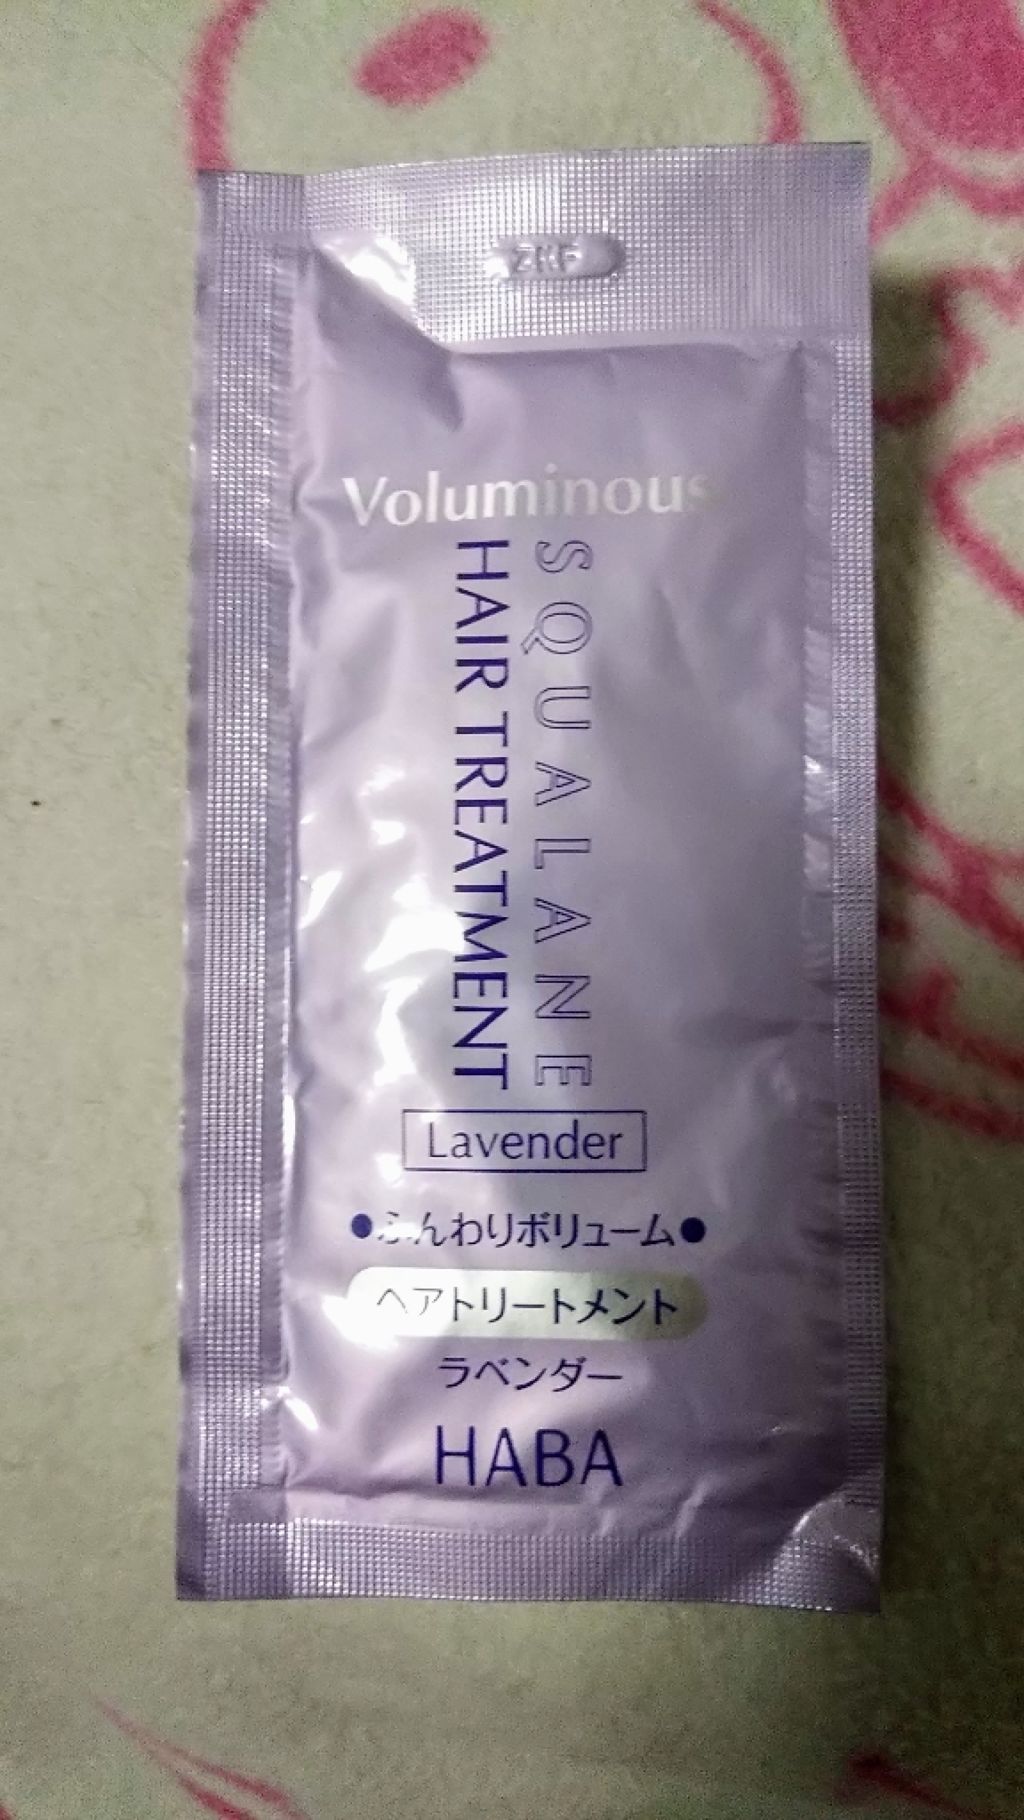 Voluminous
SQUALANE
HAIR TREATMENT
Lavender
●ふんわりボリューム●
ヘアトリートメント
ラベンダー
HABA